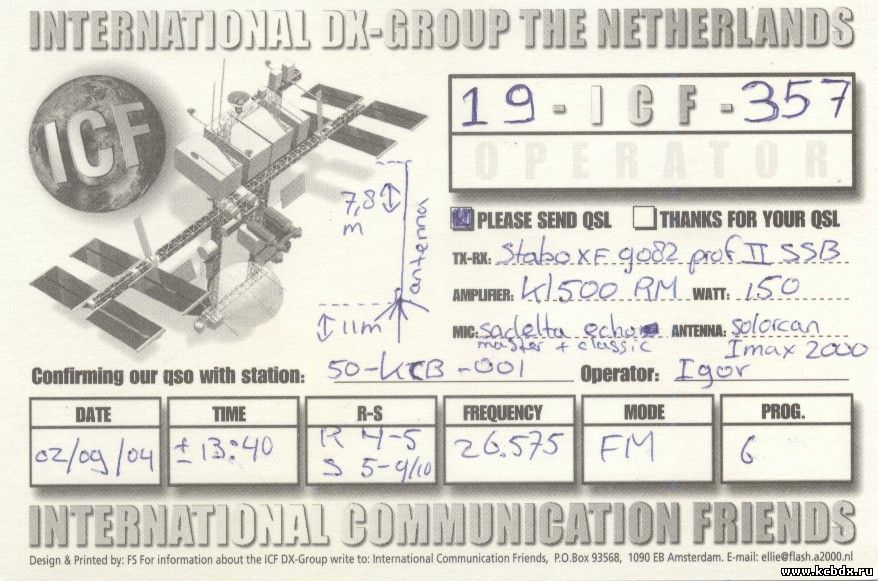 INTERNATIONAL DX-GROUP THE NETHERLANDS
ICF
19 - ICF - 357
OPERATOR
7,8 m
antenna
11m
PLEASE SEND QSL THANKS FOR YOUR QSL
TX-RX: Stabo XF 9082 prof II SSB
AMPLIFIER: Kl500 RM WATT: 150
MIC: sadelta echo master + classic ANTENNA: solorcan Imax 2000
Confirming our qso with station: 50-KCB-001 Operator: Igor
DATE TIME R-S FREQUENCY MODE PROG.
02/09/04 ± 13:40 R 4-5 S 5-9/10 26.575 FM 6
INTERNATIONAL COMMUNICATION FRIENDS
Design & Printed by: FS For information about the ICF DX-Group write to: International Communication Friends, P.O.Box 93568, 1090 EB Amsterdam. E-mail: ellie@flash.a2000.nl
www.kcbdx.ru